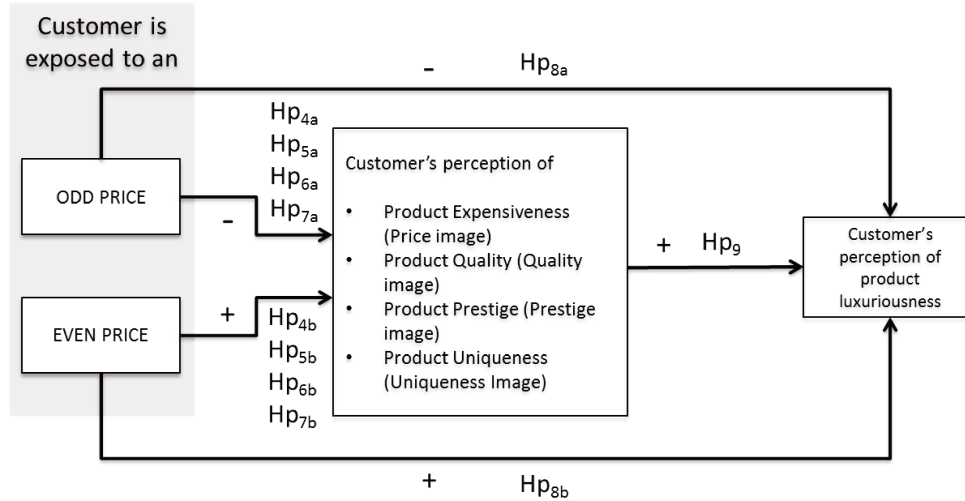 Customer is
exposed to an
- Hp8a
Hp4a
Hp5a
Hp6a
Hp7a
ODD PRICE
-
Customer's perception of
• Product Expensiveness
(Price image)
• Product Quality (Quality
image)
• Product Prestige (Prestige
image)
• Product Uniqueness
(Uniqueness Image)
+ Hp9
Customer's
perception of
product
luxuriousness
EVEN PRICE
+
Hp4b
Hp5b
Hp6b
Hp7b
+ Hp8b